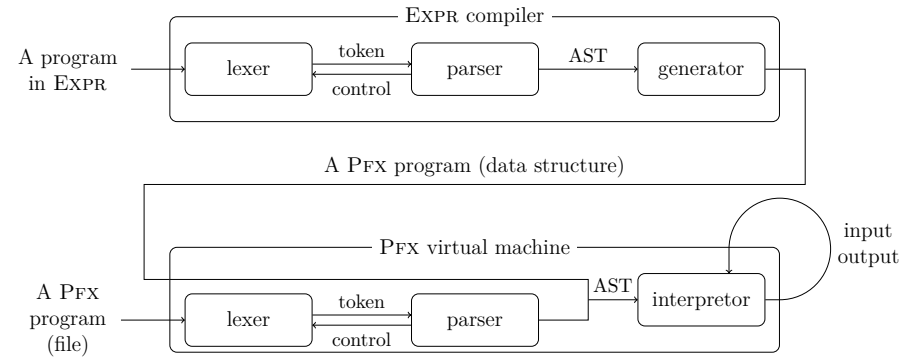 EXPR compiler
A program
in EXPR
lexer
token
control
parser
AST
generator
A PFX program (data structure)
PFX virtual machine
input
output
A PFX
program
(file)
lexer
token
control
parser
AST
interpretor